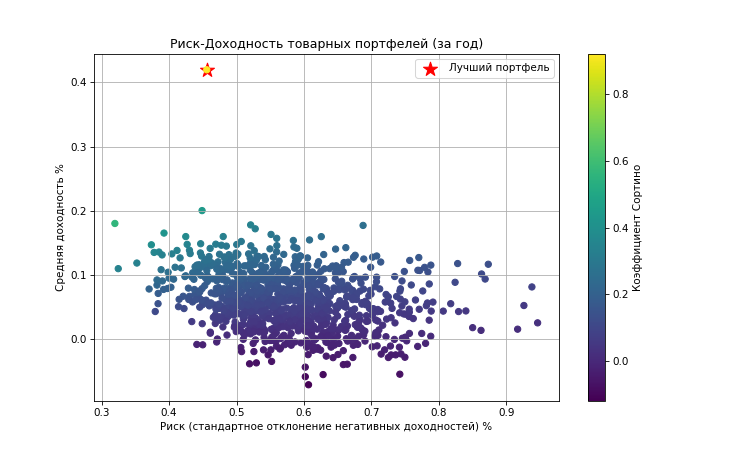 Риск-Доходность товарных портфелей (за год)
Лучший портфель
Средняя доходность %
0.4
0.3
0.2
0.1
0.0
0.3 0.4 0.5 0.6 0.7 0.8 0.9
Риск (стандартное отклонение негативных доходностей) %
0.8
0.6
0.4
0.2
0.0
Коэффициент Сортино